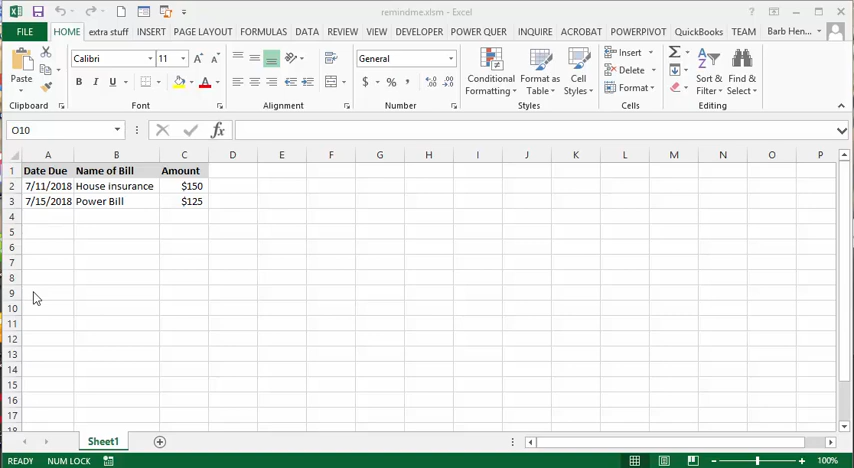 remindme.xlsm - Excel
FILE HOME extra stuff INSERT PAGE LAYOUT FORMULAS DATA REVIEW VIEW DEVELOPER POWER QUER INQUIRE ACROBAT POWERPIVOT QuickBooks TEAM Barb Hen...
Paste
Calibri 11
B I U
General
$ % ,
Conditional Formatting
Format as Table
Cell Styles
Insert
Delete
Format
Sort & Filter
Find & Select
Clipboard Font Alignment Number Styles Cells Editing
O10 fx
A B C D E F G H I J K L M N O P
1 Date Due Name of Bill Amount
2 7/11/2018 House insurance $150
3 7/15/2018 Power Bill $125
4
5
6
7
8
9
10
11
12
13
14
15
16
17
18
Sheet1
READY NUM LOCK 100%